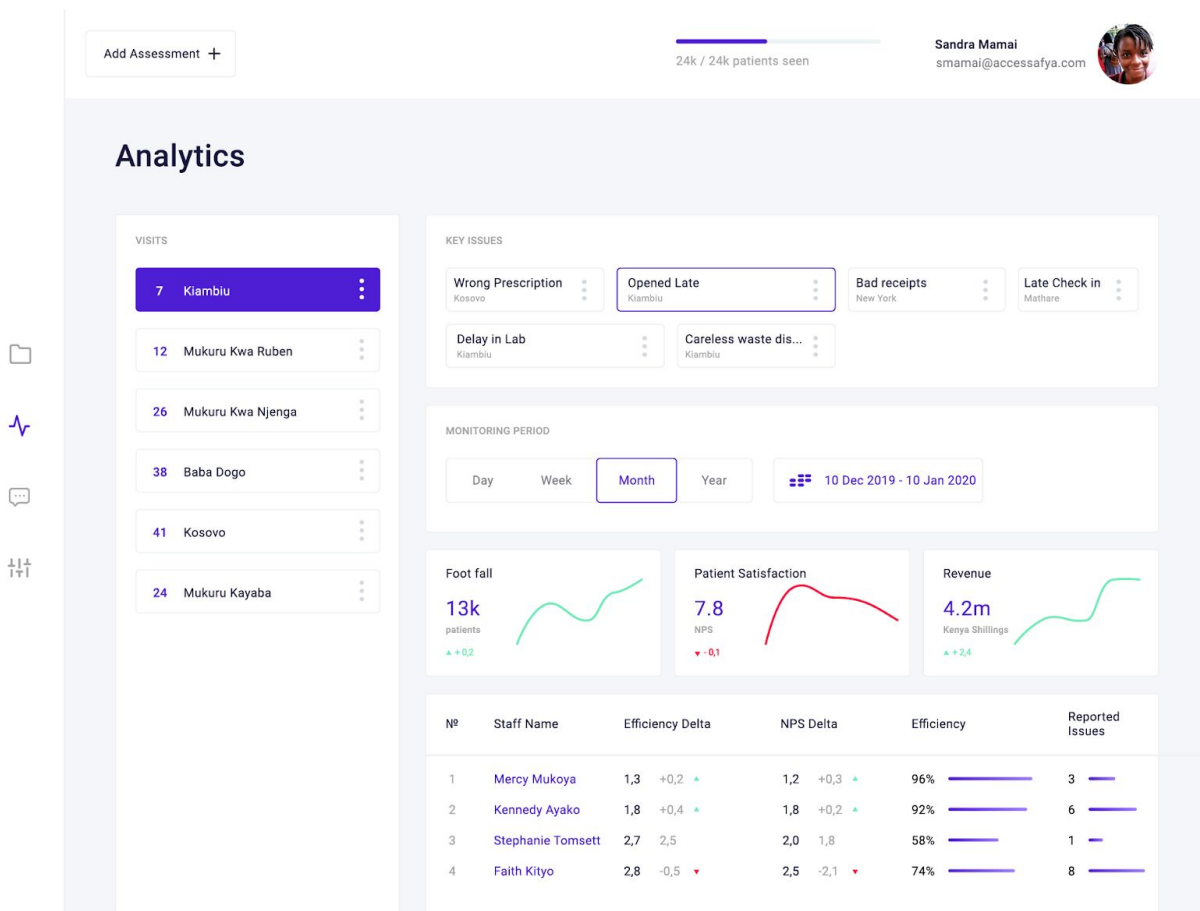 Add Assessment +
24k / 24k patients seen
Sandra Mamai
smamai@accessafya.com
Analytics
VISITS
7 Kiambiu
12 Mukuru Kwa Ruben
26 Mukuru Kwa Njenga
38 Baba Dogo
41 Kosovo
24 Mukuru Kayaba
KEY ISSUES
Wrong Prescription
Kosovo
Opened Late
Kiambiu
Bad receipts
New York
Late Check in
Mathare
Delay in Lab
Kiambiu
Careless waste dis...
Kiambiu
MONITORING PERIOD
Day Week Month Year 10 Dec 2019 - 10 Jan 2020
Foot fall
13k
patients
+ 0,2
Patient Satisfaction
7.8
NPS
- 0,1
Revenue
4.2m
Kenya Shillings
+ 2,4
Nº Staff Name Efficiency Delta NPS Delta Efficiency Reported Issues
1 Mercy Mukoya 1,3 +0,2 1,2 +0,3 96% 3
2 Kennedy Ayako 1,8 +0,4 1,8 +0,2 92% 6
3 Stephanie Tomsett 2,7 2,5 2,0 1,8 58% 1
4 Faith Kityo 2,8 -0,5 2,5 -2,1 74% 8